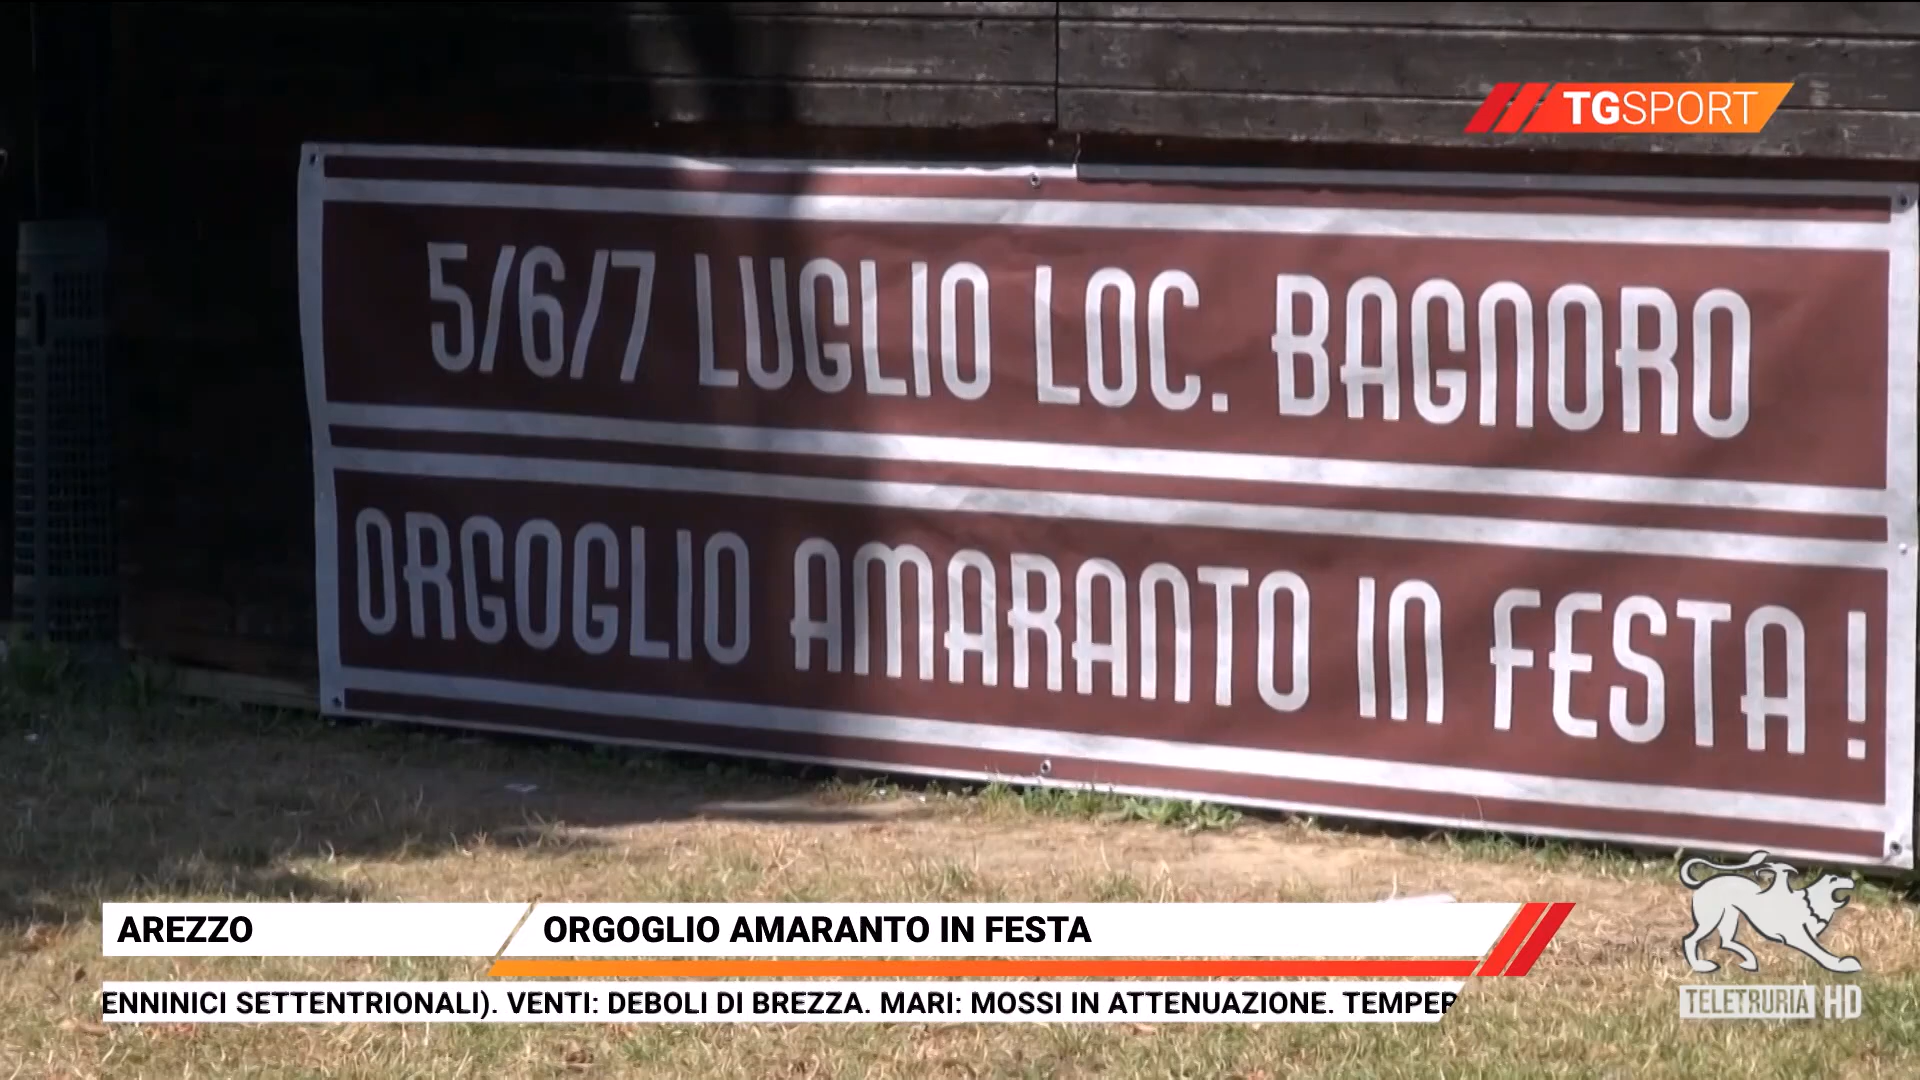 TGSPORT
5/6/7 LUGLIO LOC. BAGNORO
ORGOGLIO AMARANTO IN FESTA!
AREZZO
ORGOGLIO AMARANTO IN FESTA
ENNINICI SETTENTRIONALI). VENTI: DEBOLI DI BREZZA. MARI: MOSSI IN ATTENUAZIONE. TEMPER
TELETRURIA HD